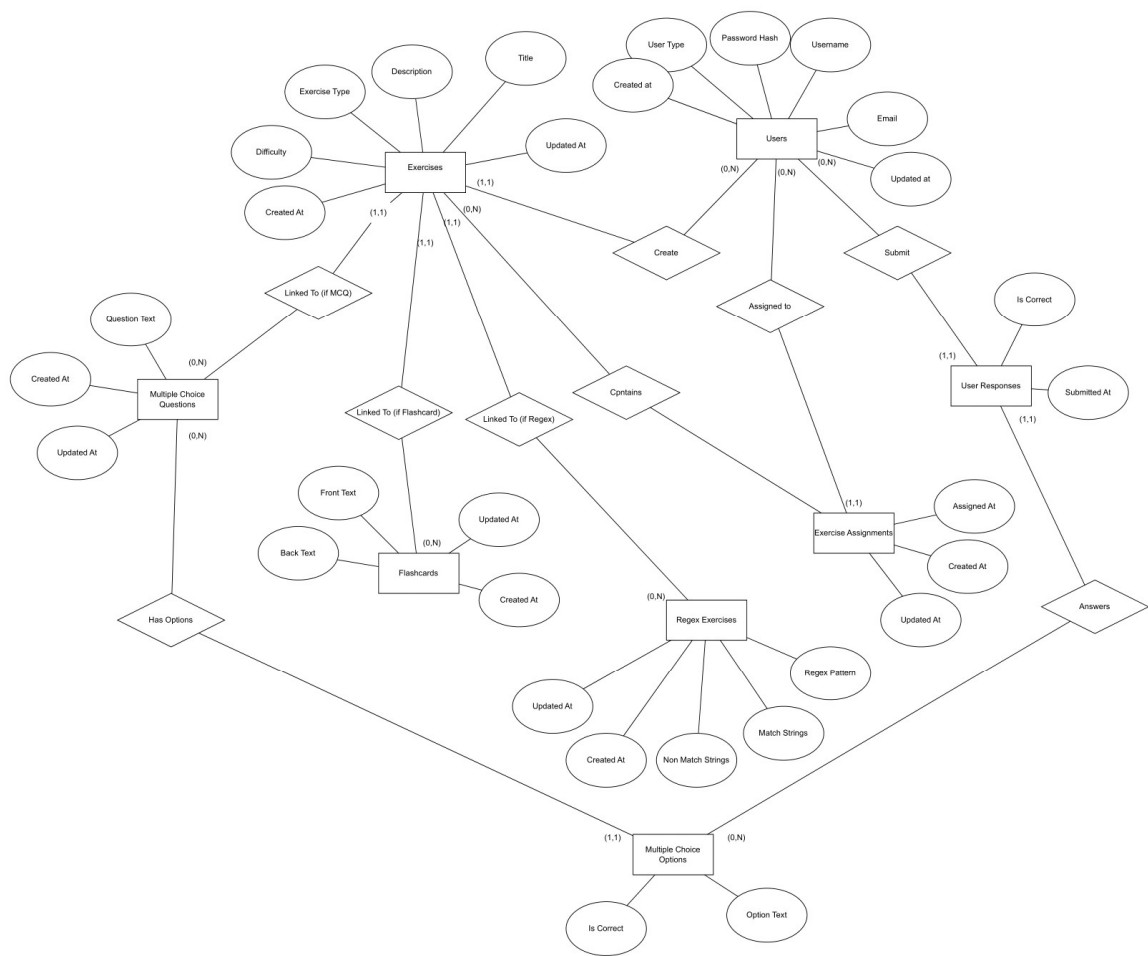 Title
Description
Exercise Type
Difficulty
Created At
Updated At
Exercises
(1,1)
(0,N)
(1,1)
(1,1)
(1,1)
User Type
Password Hash
Username
Created at
Email
Updated at
Users
(0,N)
(0,N)
(0,N)
Create
Submit
Assigned to
Linked To (if MCQ)
Is Correct
Submitted At
(1,1)
User Responses
(1,1)
Question Text
Created At
Updated At
(0,N)
Multiple Choice
Questions
(0,N)
Linked To (if Flashcard)
Linked To (if Regex)
Cpntains
Front Text
Back Text
Updated At
Created At
(0,N)
Flashcards
(1,1)
Exercise Assignments
Assigned At
Created At
Updated At
Has Options
Answers
(0,N)
Regex Exercises
Regex Pattern
Updated At
Match Strings
Created At
Non Match Strings
(1,1)
(0,N)
Multiple Choice
Options
Is Correct
Option Text